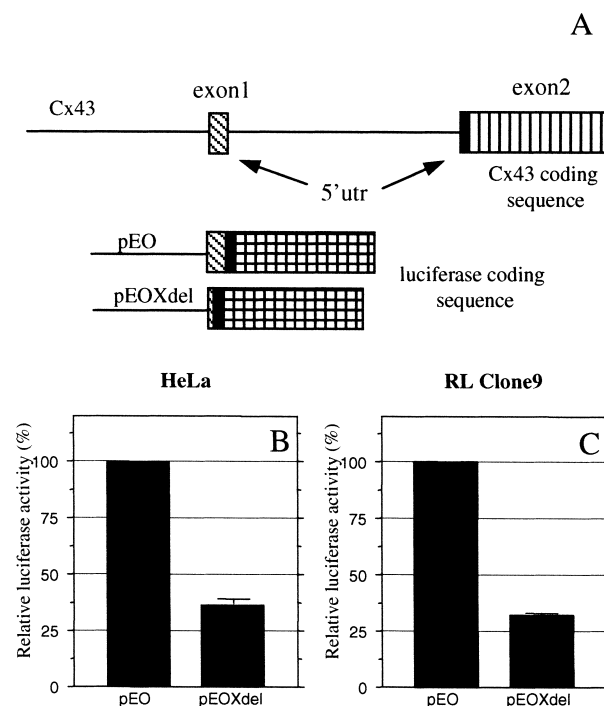 A
exon1
exon2
Cx43
5'utr
Cx43 coding
sequence
pEO
pEOXdel
luciferase coding
sequence
HeLa
RL Clone9
B
C
Relative luciferase activity (%)
100
75
50
25
0
pEO
pEOXdel
Relative luciferase activity (%)
100
75
50
25
0
pEO
pEOXdel